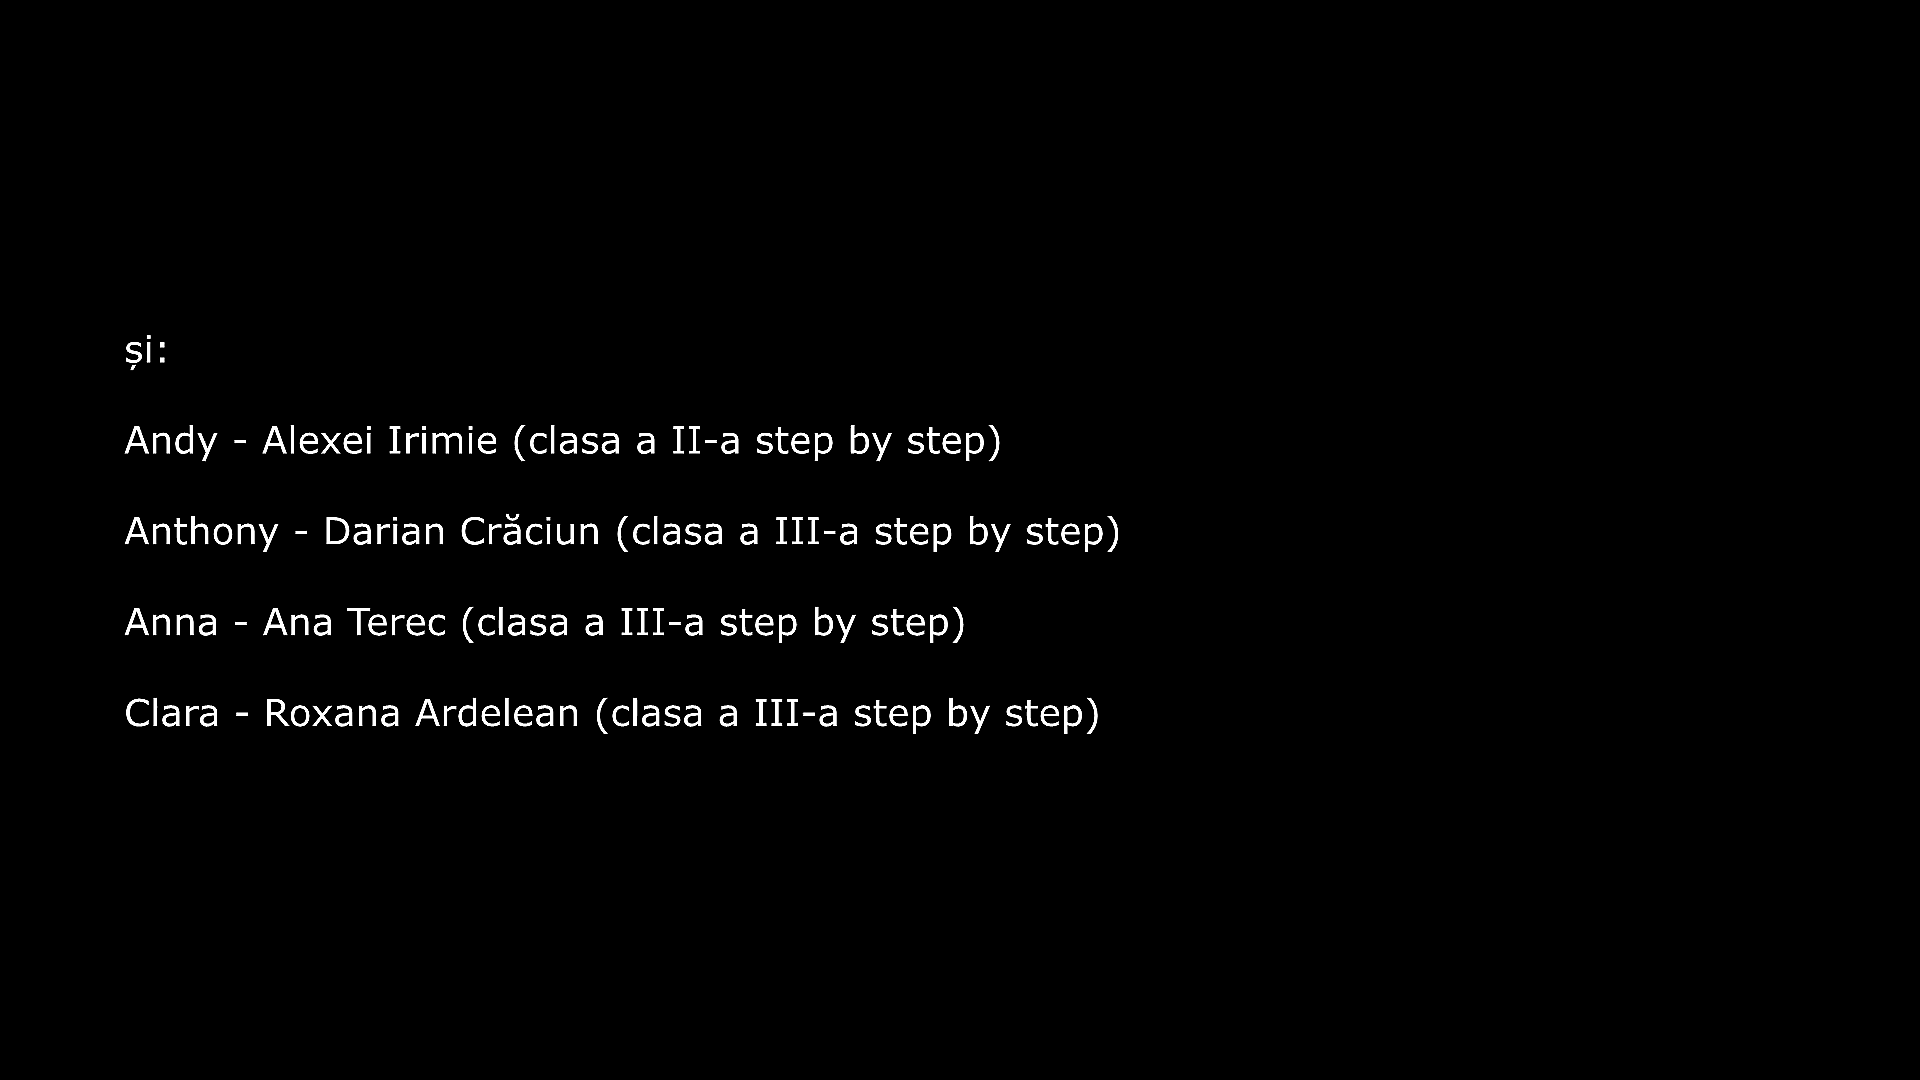 și:
Andy - Alexei Irimie (clasa a II-a step by step)
Anthony - Darian Crăciun (clasa a III-a step by step)
Anna - Ana Terec (clasa a III-a step by step)
Clara - Roxana Ardelean (clasa a III-a step by step)